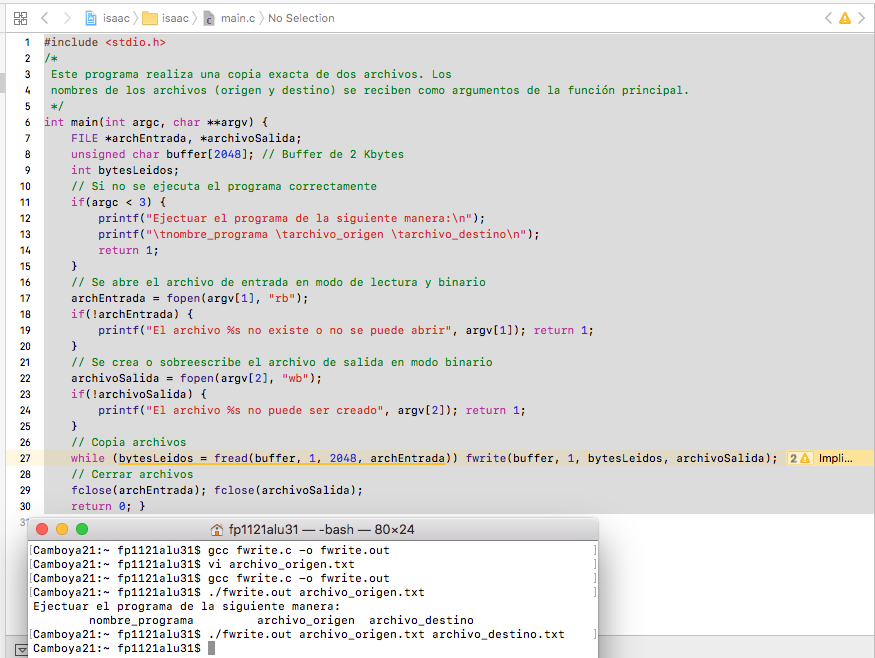 isaac isaac main.c No Selection
1 #include <stdio.h>
2 /*
3 Este programa realiza una copia exacta de dos archivos. Los
4 nombres de los archivos (origen y destino) se reciben como argumentos de la función principal.
5 */
6 int main(int argc, char **argv) {
7 FILE *archEntrada, *archivoSalida;
8 unsigned char buffer[2048]; // Buffer de 2 Kbytes
9 int bytesLeidos;
10 // Si no se ejecuta el programa correctamente
11 if(argc < 3) {
12 printf("Ejectuar el programa de la siguiente manera:\n");
13 printf("\tnombre_programa \tarchivo_origen \tarchivo_destino\n");
14 return 1;
15 }
16 // Se abre el archivo de entrada en modo de lectura y binario
17 archEntrada = fopen(argv[1], "rb");
18 if(!archEntrada) {
19 printf("El archivo %s no existe o no se puede abrir", argv[1]); return 1;
20 }
21 // Se crea o sobreescribe el archivo de salida en modo binario
22 archivoSalida = fopen(argv[2], "wb");
23 if(!archivoSalida) {
24 printf("El archivo %s no puede ser creado", argv[2]); return 1;
25 }
26 // Copia archivos
27 while (bytesLeidos = fread(buffer, 1, 2048, archEntrada)) fwrite(buffer, 1, bytesLeidos, archivoSalida); 2 Impli...
28 // Cerrar archivos
29 fclose(archEntrada); fclose(archivoSalida);
30 return 0; }
fp1121alu31 — -bash — 80×24
[Camboya21:~ fp1121alu31$ gcc fwrite.c -o fwrite.out ]
[Camboya21:~ fp1121alu31$ vi archivo_origen.txt ]
[Camboya21:~ fp1121alu31$ gcc fwrite.c -o fwrite.out ]
[Camboya21:~ fp1121alu31$ ./fwrite.out archivo_origen.txt ]
Ejectuar el programa de la siguiente manera:
nombre_programa archivo_origen archivo_destino
[Camboya21:~ fp1121alu31$ ./fwrite.out archivo_origen.txt archivo_destino.txt ]
Camboya21:~ fp1121alu31$